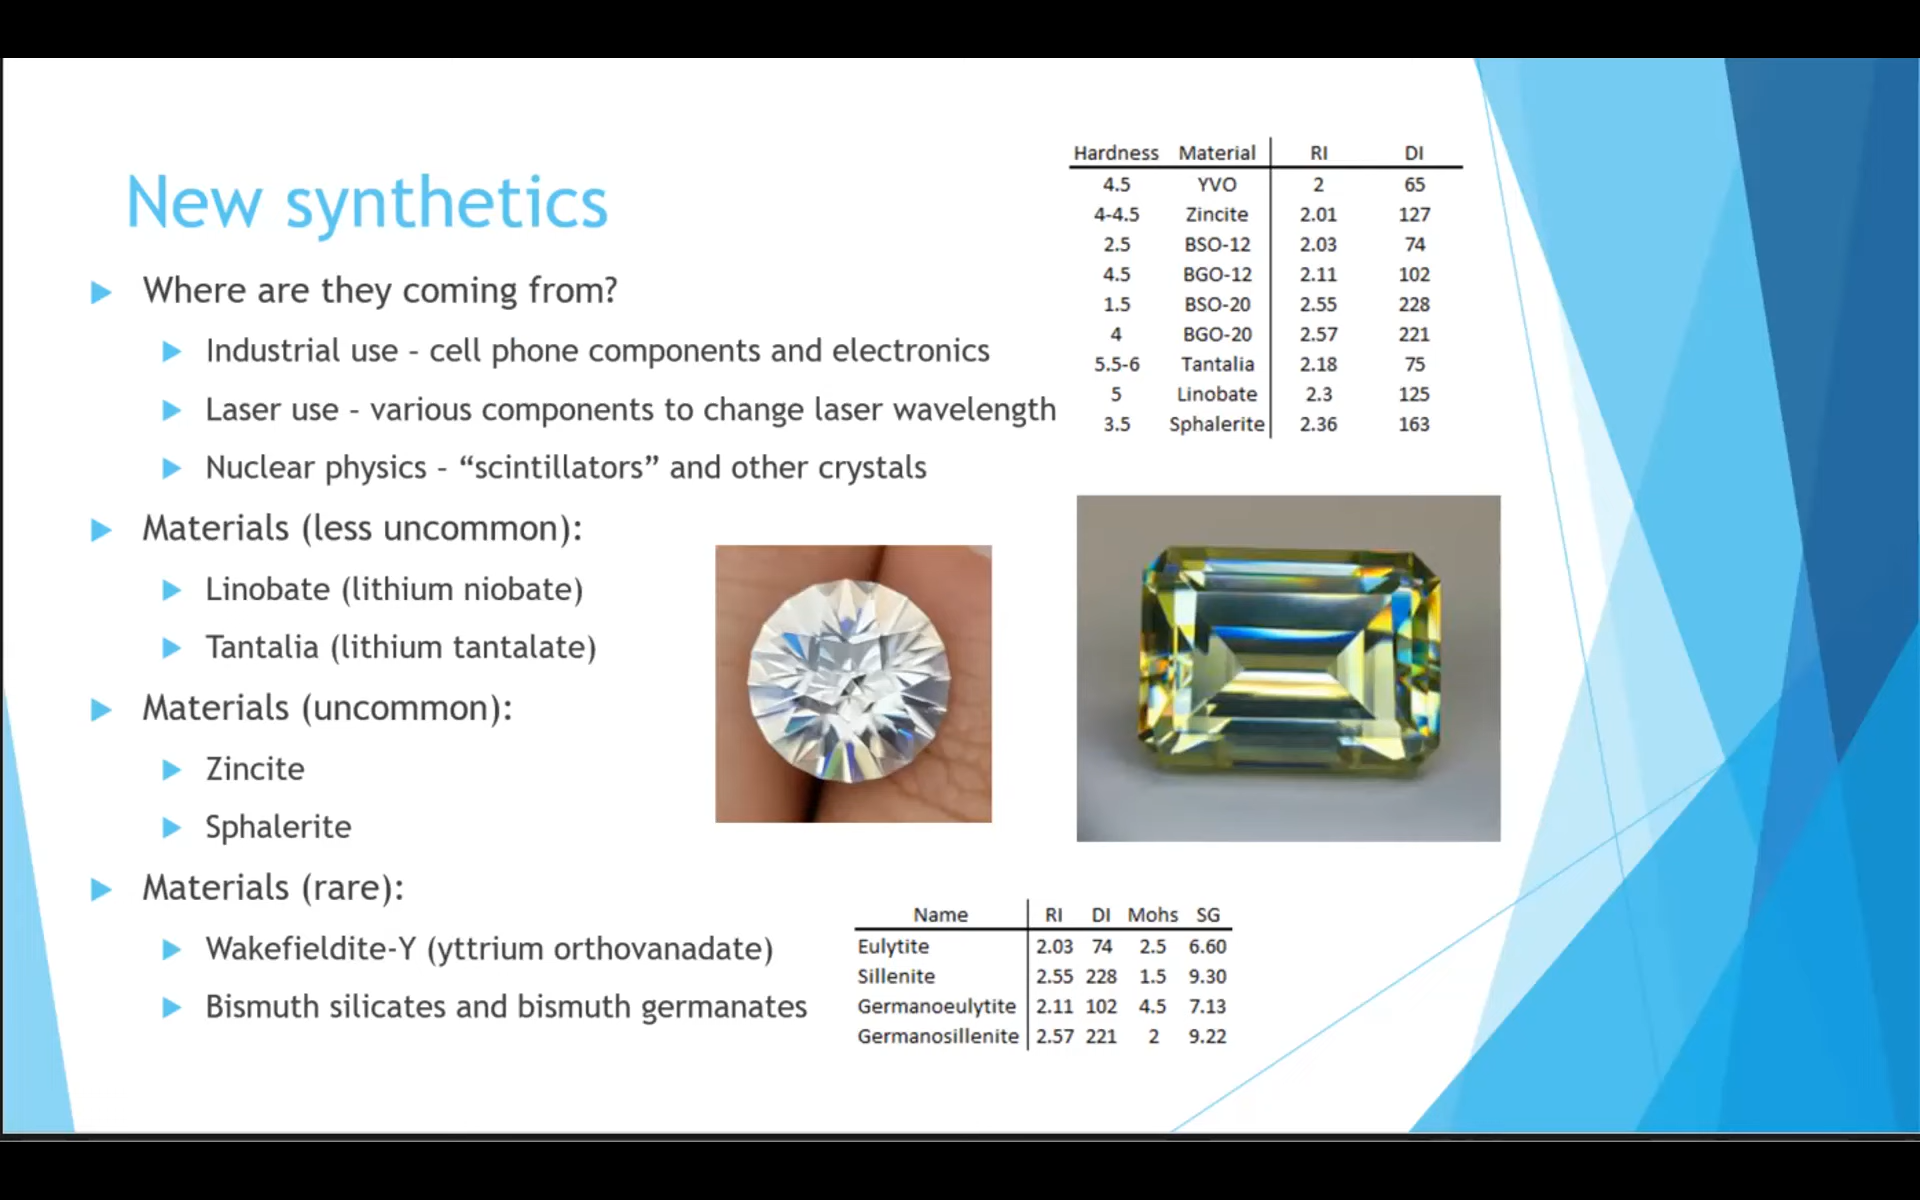 New synthetics
Where are they coming from?
Industrial use – cell phone components and electronics
Laser use – various components to change laser wavelength
Nuclear physics – “scintillators” and other crystals
Materials (less uncommon):
Linobate (lithium niobate)
Tantalia (lithium tantalate)
Materials (uncommon):
Zincite
Sphalerite
Materials (rare):
Wakefieldite-Y (yttrium orthovanadate)
Bismuth silicates and bismuth germanates
Hardness Material RI DI
4.5 YVO 2 65
4-4.5 Zincite 2.01 127
2.5 BSO-12 2.03 74
4.5 BGO-12 2.11 102
1.5 BSO-20 2.55 228
4 BGO-20 2.57 221
5.5-6 Tantalia 2.18 75
5 Linobate 2.3 125
3.5 Sphalerite 2.36 163
Name RI DI Mohs SG
Eulytite 2.03 74 2.5 6.60
Sillenite 2.55 228 1.5 9.30
Germanoeulytite 2.11 102 4.5 7.13
Germanosillenite 2.57 221 2 9.22